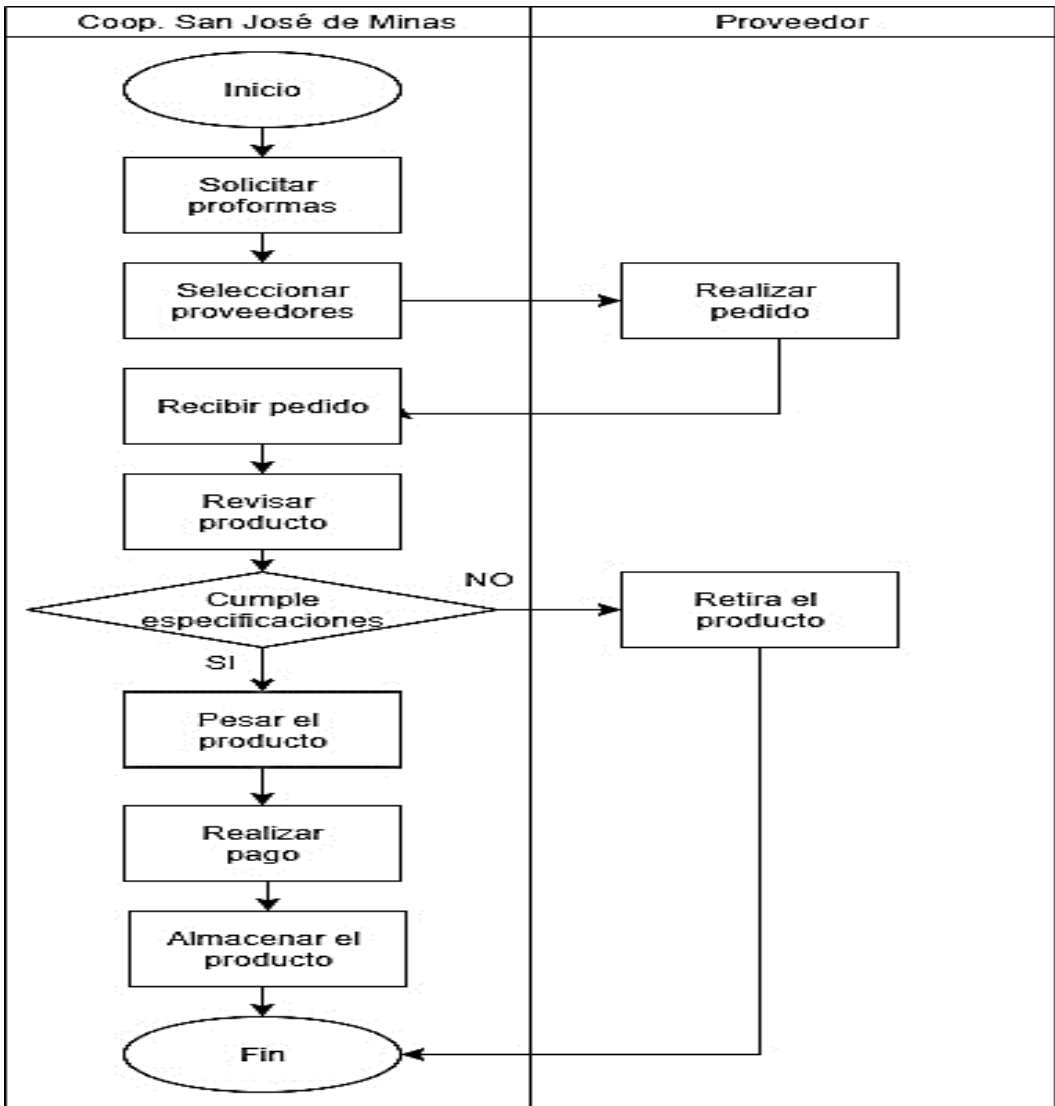 Coop. San José de Minas
Proveedor
Inicio
Solicitar
proformas
Seleccionar
proveedores
Realizar
pedido
Recibir pedido
Revisar
producto
Cumple
especificaciones
NO
Retira el
producto
SI
Pesar el
producto
Realizar
pago
Almacenar el
producto
Fin